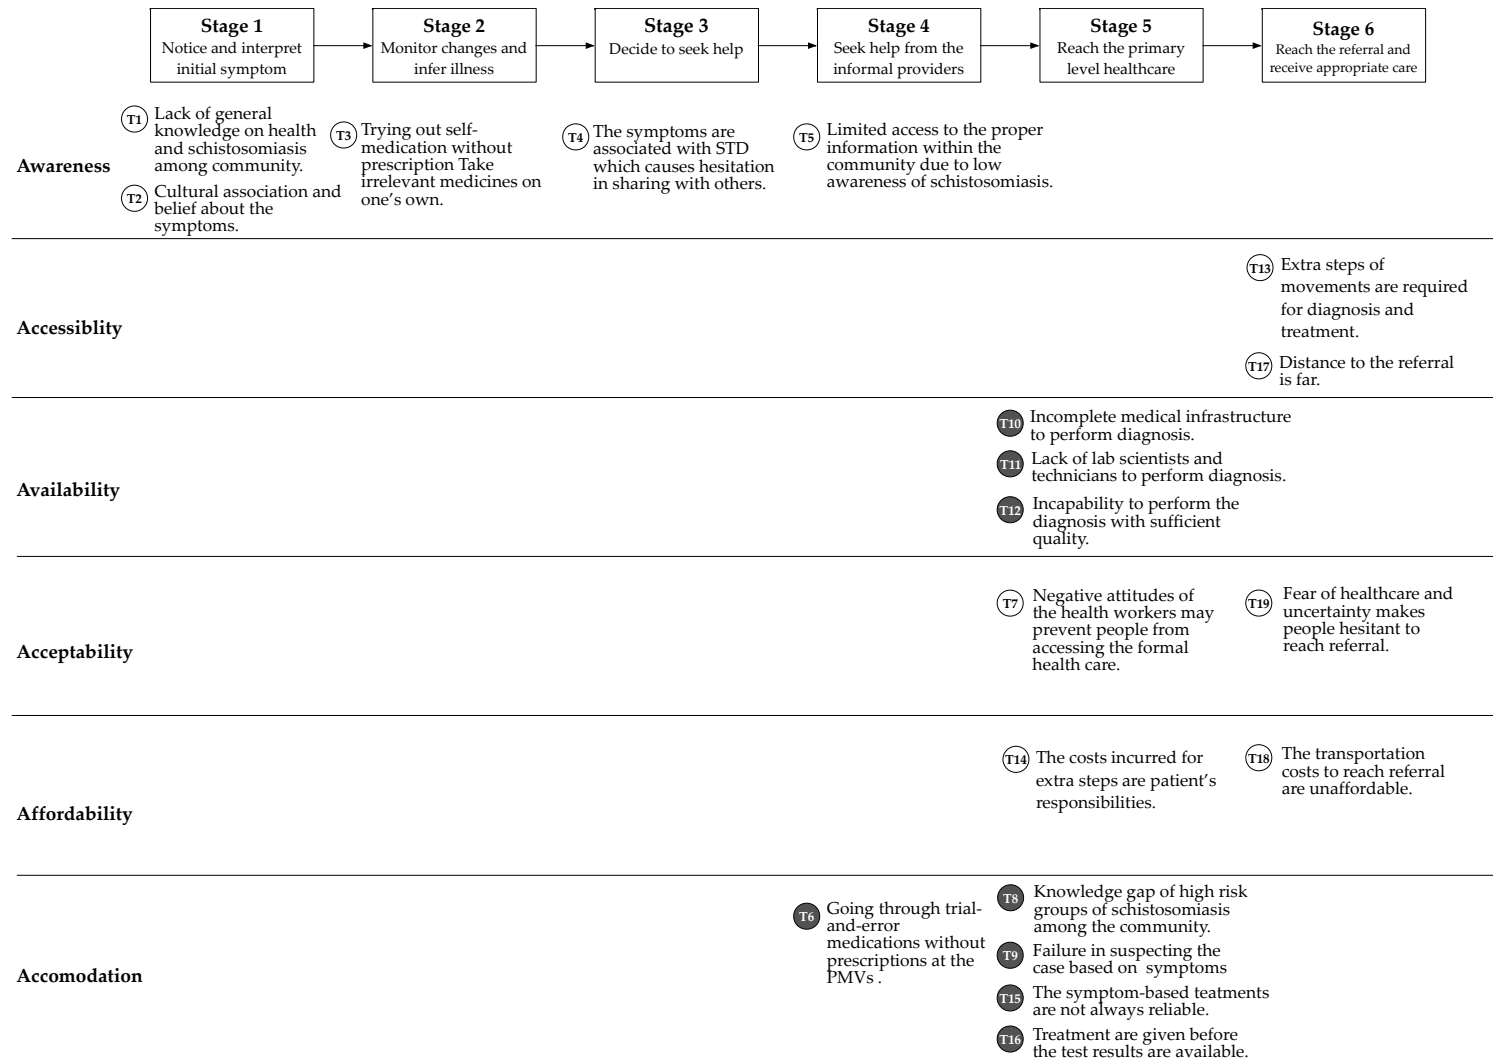 Stage 1
Notice and interpret
initial symptom
Stage 2
Monitor changes and
infer illness
Stage 3
Decide to seek help
Stage 4
Seek help from the
informal providers
Stage 5
Reach the primary
level healthcare
Stage 6
Reach the referral and
receive appropriate care
Awareness
T1 Lack of general
knowledge on health
and schistosomiasis
among community.
T2 Cultural association and
belief about the
symptoms.
T3 Trying out self-
medication without
prescription Take
irrelevant medicines on
one's own.
T4 The symptoms are
associated with STD
which causes hesitation
in sharing with others.
T5 Limited access to the proper
information within the
community due to low
awareness of schistosomiasis.
Accessiblity
T13 Extra steps of
movements are required
for diagnosis and
treatment.
T17 Distance to the referral
is far.
Availability
T10 Incomplete medical infrastructure
to perform diagnosis.
T11 Lack of lab scientists and
technicians to perform diagnosis.
T12 Incapability to perform the
diagnosis with sufficient
quality.
Acceptability
T7 Negative attitudes of
the health workers may
prevent people from
accessing the formal
health care.
T19 Fear of healthcare and
uncertainty makes
people hesitant to
reach referral.
Affordability
T14 The costs incurred for
extra steps are patient's
responsibilities.
T18 The transportation
costs to reach referral
are unaffordable.
Accomodation
T6 Going through trial-
and-error
medications without
prescriptions at the
PMVs .
T8 Knowledge gap of high risk
groups of schistosomiasis
among the community.
T9 Failure in suspecting the
case based on symptoms
T15 The symptom-based teatments
are not always reliable.
T16 Treatment are given before
the test results are available.